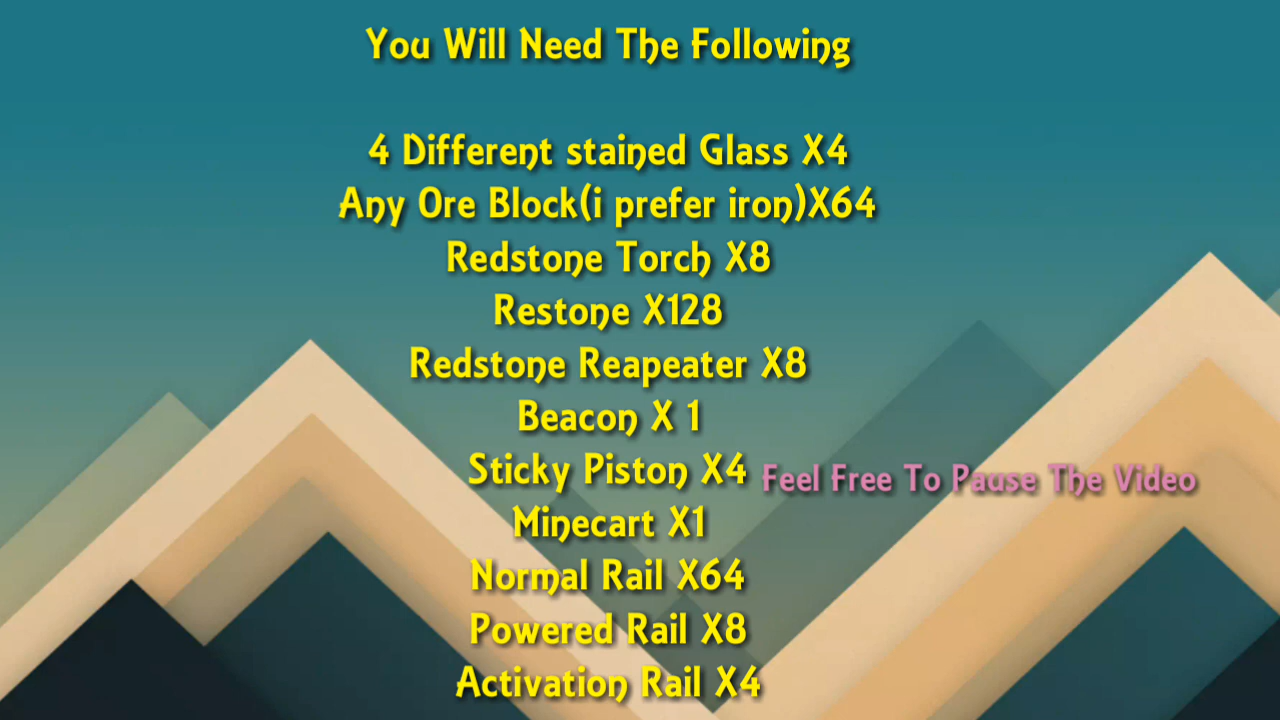 You Will Need The Following
4 Different stained Glass X4
Any Ore Block(i prefer iron)X64
Redstone Torch X8
Restone X128
Redstone Reapeater X8
Beacon X 1
Sticky Piston X4
Feel Free To Pause The Video
Minecart X1
Normal Rail X64
Powered Rail X8
Activation Rail X4